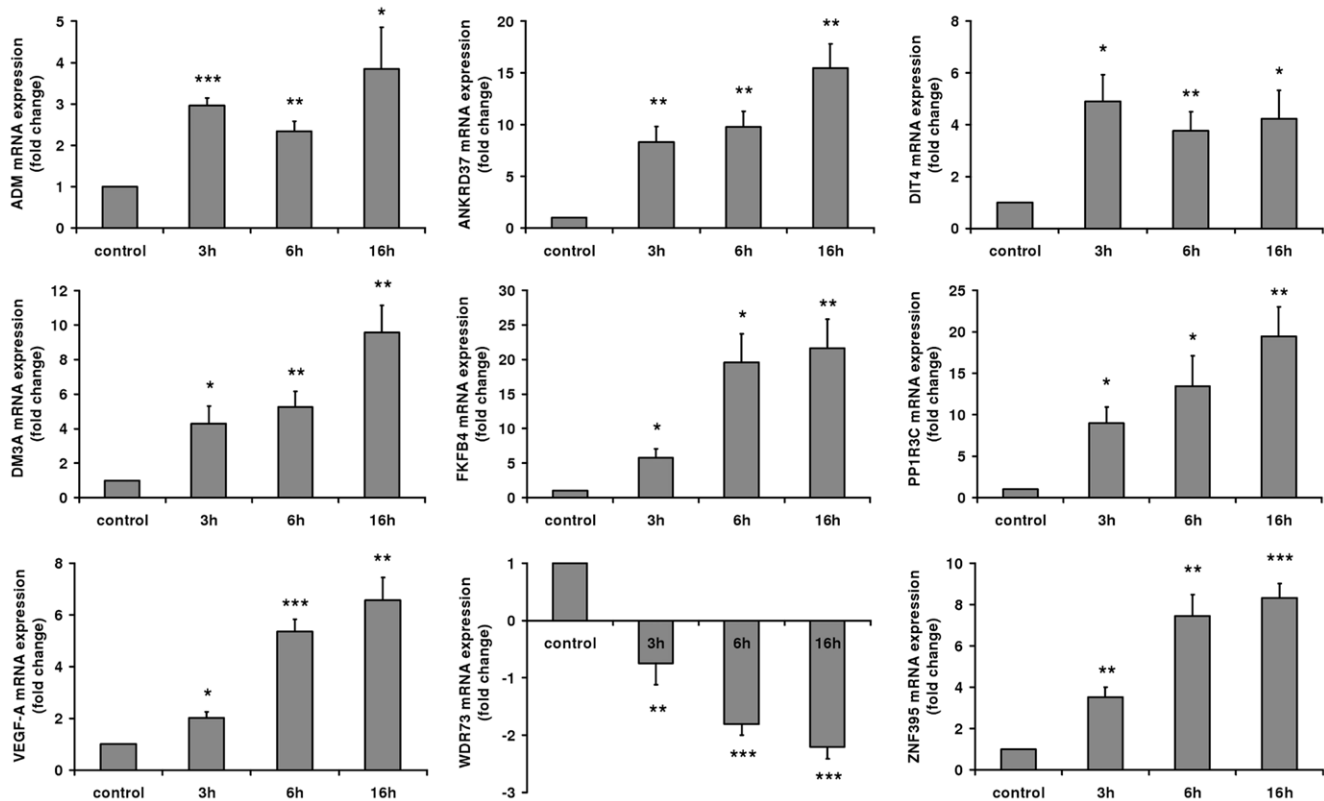 ADM mRNA expression
(fold change)
5
4
3
2
1
0
*
***
**
control 3h 6h 16h
ANKRD37 mRNA expression
(fold change)
20
15
10
5
0
**
**
**
control 3h 6h 16h
DIT4 mRNA expression
(fold change)
8
6
4
2
0
*
**
*
control 3h 6h 16h
DM3A mRNA expression
(fold change)
12
10
8
6
4
2
0
*
**
**
control 3h 6h 16h
FKFB4 mRNA expression
(fold change)
30
25
20
15
10
5
0
*
*
**
control 3h 6h 16h
PP1R3C mRNA expression
(fold change)
25
20
15
10
5
0
*
*
**
control 3h 6h 16h
VEGF-A mRNA expression
(fold change)
8
6
4
2
0
*
***
**
control 3h 6h 16h
WDR73 mRNA expression
(fold change)
1
0
-1
-2
-3
control 3h 6h 16h
**
***
***
ZNF395 mRNA expression
(fold change)
10
8
6
4
2
0
**
**
***
control 3h 6h 16h